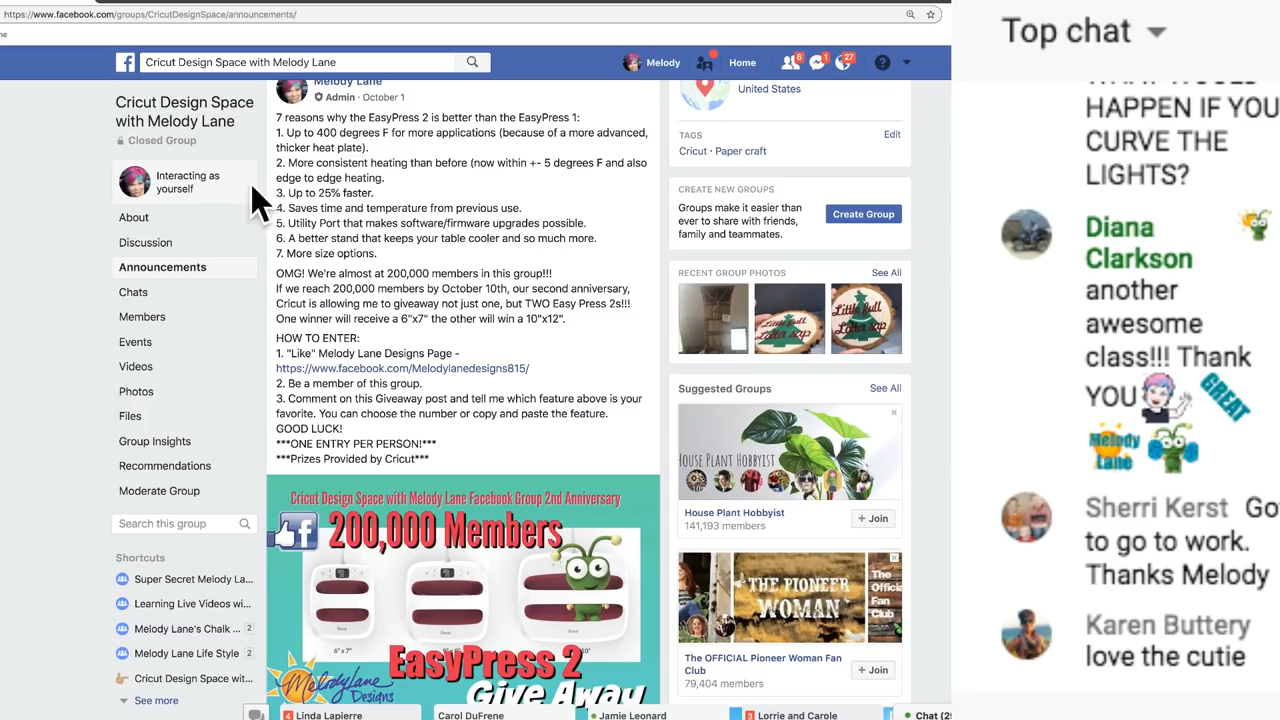 https://www.facebook.com/groups/CricutDesignSpace/announcements/
Cricut Design Space with Melody Lane
Melody
Home
8
1
27
Cricut Design Space
with Melody Lane
Closed Group
Interacting as
yourself
About
Discussion
Announcements
Chats
Members
Events
Videos
Photos
Files
Group Insights
Recommendations
Moderate Group
Search this group
Shortcuts
Super Secret Melody La...
Learning Live Videos wi...
Melody Lane's Chalk ... 2
Melody Lane Life Style 2
Cricut Design Space wit...
See more
Melody Lane
Admin · October 1
7 reasons why the EasyPress 2 is better than the EasyPress 1:
1. Up to 400 degrees F for more applications (because of a more advanced,
thicker heat plate).
2. More consistent heating than before (now within +- 5 degrees F and also
edge to edge heating.
3. Up to 25% faster.
4. Saves time and temperature from previous use.
5. Utility Port that makes software/firmware upgrades possible.
6. A better stand that keeps your table cooler and so much more.
7. More size options.
OMG! We're almost at 200,000 members in this group!!!
If we reach 200,000 members by October 10th, our second anniversary,
Cricut is allowing me to giveaway not just one, but TWO Easy Press 2s!!!
One winner will receive a 6"x7" the other will win a 10"x12".
HOW TO ENTER:
1. "Like" Melody Lane Designs Page -
https://www.facebook.com/Melodylanedesigns815/
2. Be a member of this group.
3. Comment on this Giveaway post and tell me which feature above is your
favorite. You can choose the number or copy and paste the feature.
GOOD LUCK!
***ONE ENTRY PER PERSON!***
***Prizes Provided by Cricut***
Cricut Design Space with Melody Lane Facebook Group 2nd Anniversary
200,000 Members
6" x 7"
EasyPress 2
Give Away
MelodyLane
Designs
United States
TAGS
Edit
Cricut · Paper craft
CREATE NEW GROUPS
Groups make it easier than
ever to share with friends,
family and teammates.
Create Group
RECENT GROUP PHOTOS
See All
Suggested Groups
See All
HOUSE PLANT HOBBYIST
House Plant Hobbyist
141,193 members
+ Join
THE PIONEER
WOMAN
The OFFICIAL Pioneer Woman Fan
Club
79,404 members
+ Join
4 Linda Lapierre
Carol DuFrene
Jamie Leonard
3 Lorrie and Carole
Top chat
WHAT WOULD
HAPPEN IF YOU
CURVE THE
LIGHTS?
Diana
Clarkson
another
awesome
class!!! Thank
YOU
GREAT
Melody
Lane
Sherri Kerst Go
to go to work.
Thanks Melody
Karen Buttery
love the cutie